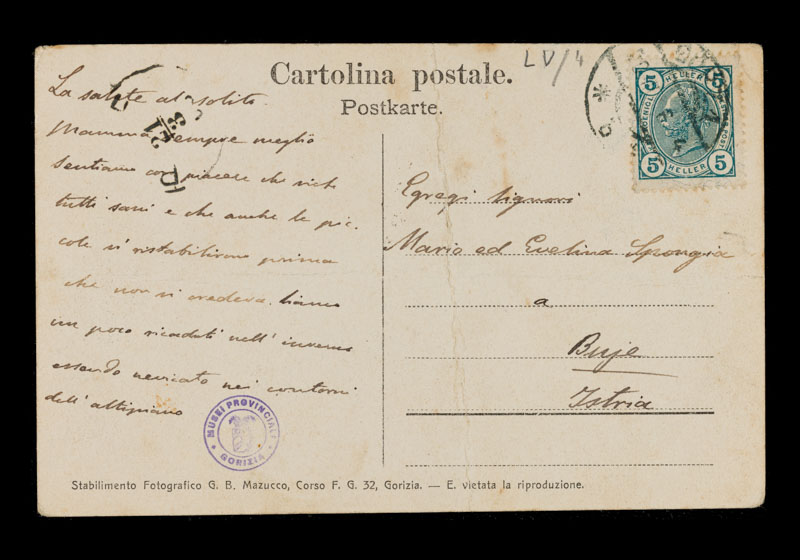 LV/4
Cartolina postale.
Postkarte.
5 HELLER 5
5 HELLER 5
La salute al solito.
Mamma sempre meglio
Sentiamo con piacere che siete
tutti sani e che anche le pic-
cole si ristabilirono prima
che non si credeva. Siamo
un poco ricaduti nell'inverno
essendo nevicato nei contorni
dell'altipiano
Egregi Signori
Maria ed Evelina Spongia
a
Buje
Istria
MUSEI PROVINCIALI
GORIZIA
Stabilimento Fotografico G. B. Mazucco, Corso F. G. 32, Gorizia. — E. vietata la riproduzione.